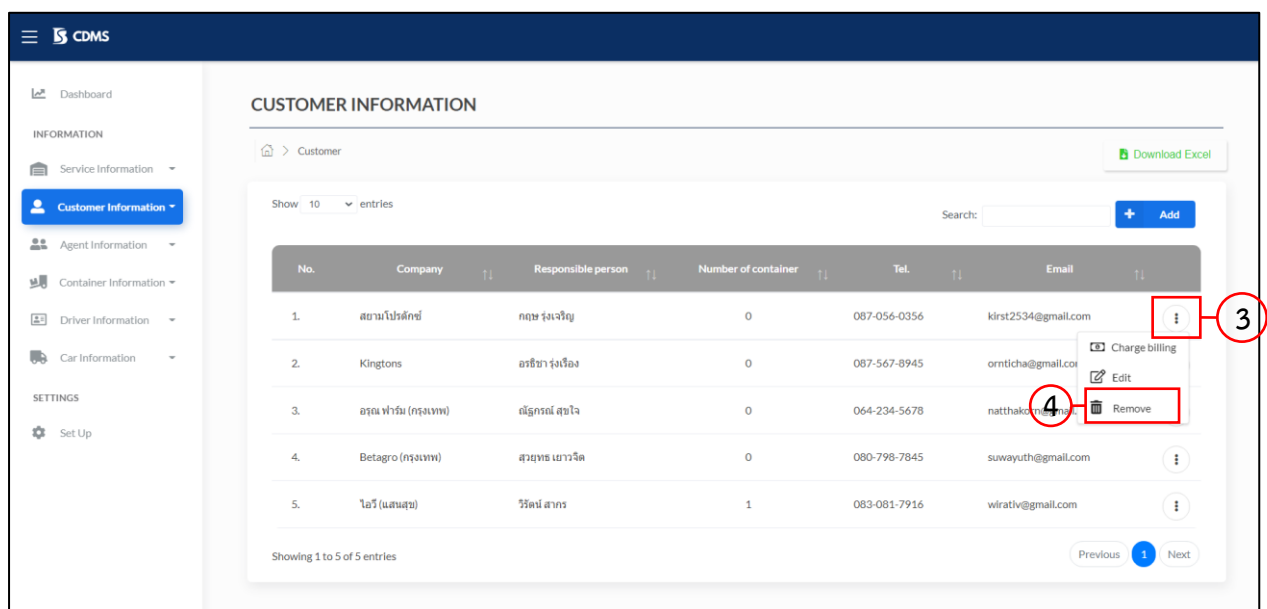 CDMS
Dashboard
INFORMATION
Service Information
Customer Information
Agent Information
Container Information
Driver Information
Car Information
SETTINGS
Set Up
CUSTOMER INFORMATION
> Customer
Download Excel
Show 10 entries
Search:
+ Add
No. Company Responsible person Number of container Tel. Email
1. สยามโปรดักซ์ กฤษ รุ่งเจริญ 0 087-056-0356 kirst2534@gmail.com
3
Charge billing
2. Kingtons อรธิชา รุ่งเรือง 0 087-567-8945 ornticha@gmail.co
Edit
3. อรุณ ฟาร์ม (กรุงเทพ) ณัฐกรณ์ สุขใจ 0 064-234-5678
4
Remove
4. Betagro (กรุงเทพ) สุวยุทธ เยาวจิต 0 080-798-7845 suwayuth@gmail.com
5. ไอวี (แสนสุข) วิรัตน์ สากร 1 083-081-7916 wirativ@gmail.com
Showing 1 to 5 of 5 entries
Previous 1 Next